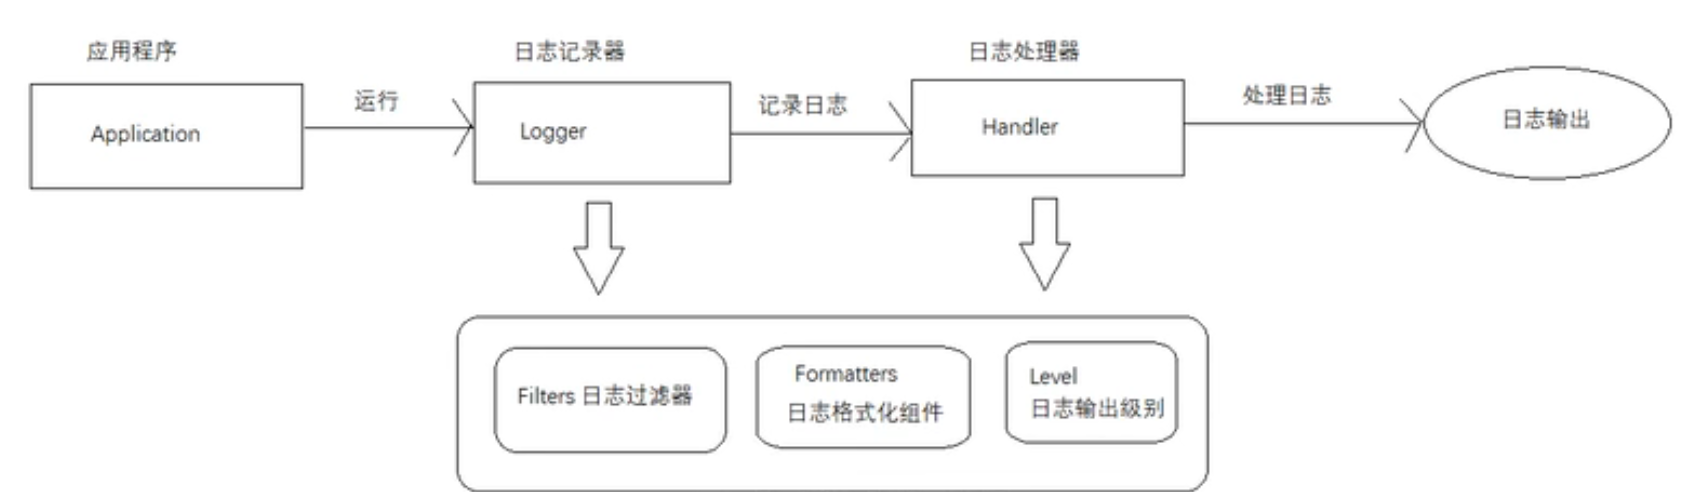 应用程序
日志记录器
日志处理器
运行
记录日志
处理日志
Application
Logger
Handler
日志输出
Filters 日志过滤器
Formatters
日志格式化组件
Level
日志输出级别